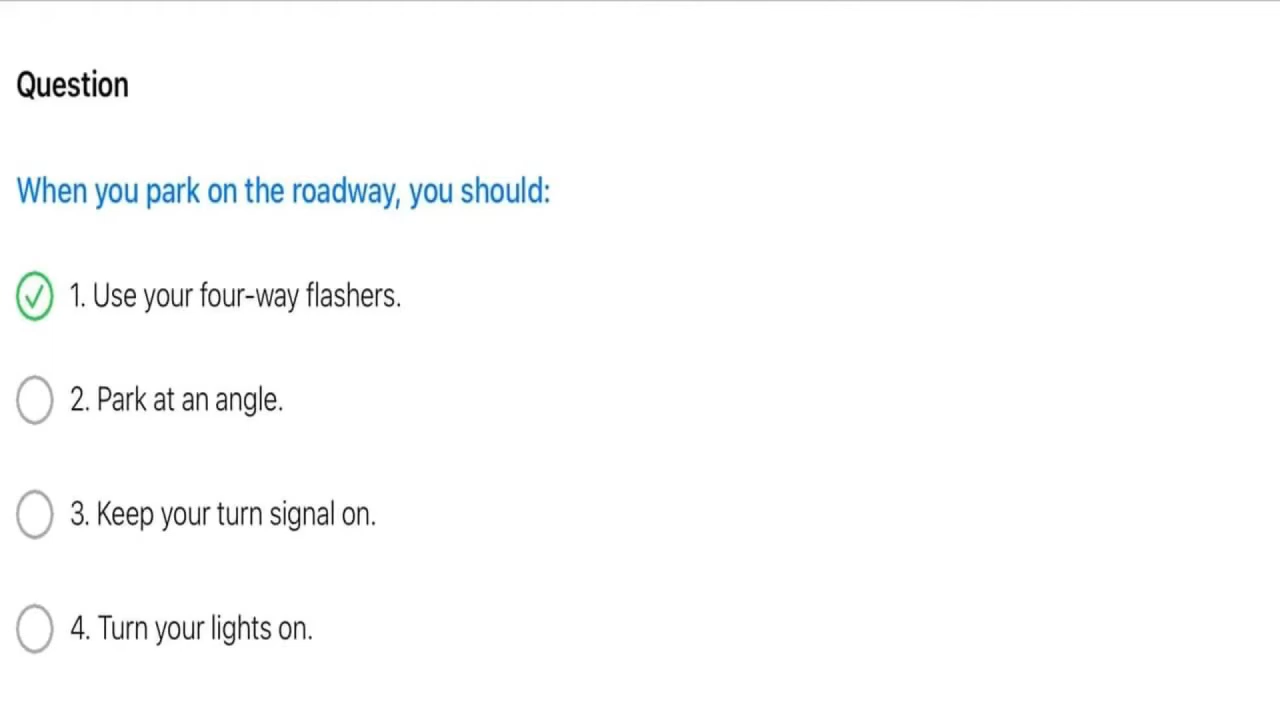 Question
When you park on the roadway, you should:
1. Use your four-way flashers.
2. Park at an angle.
3. Keep your turn signal on.
4. Turn your lights on.